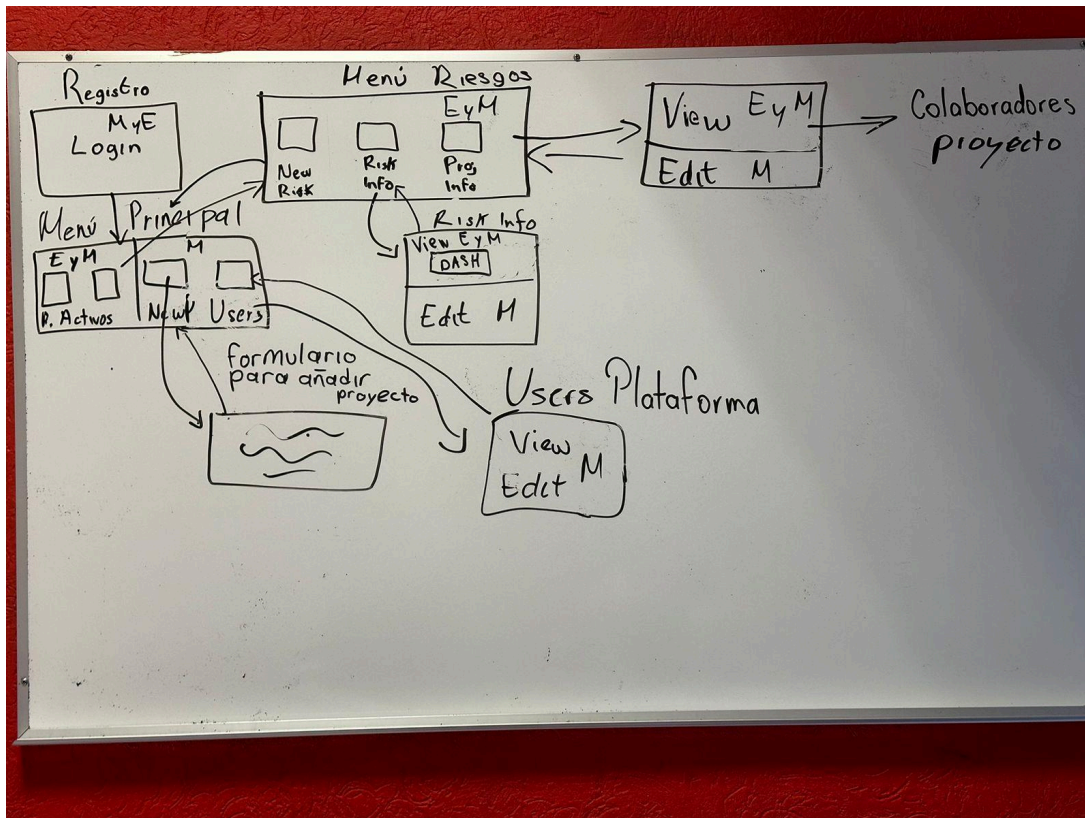 Registro
MyE
Login
Menú Riesgos
EyM
New
Risk
Risk
Info
Proj
Info
View EyM
Edit M
Colaboradores
proyecto
Menú Principal
EyM
M
P. Activos
Users
Risk Info
View EyM
DASH
Edit M
formulario
para añadir
proyecto
Users Plataforma
View
Edit
M